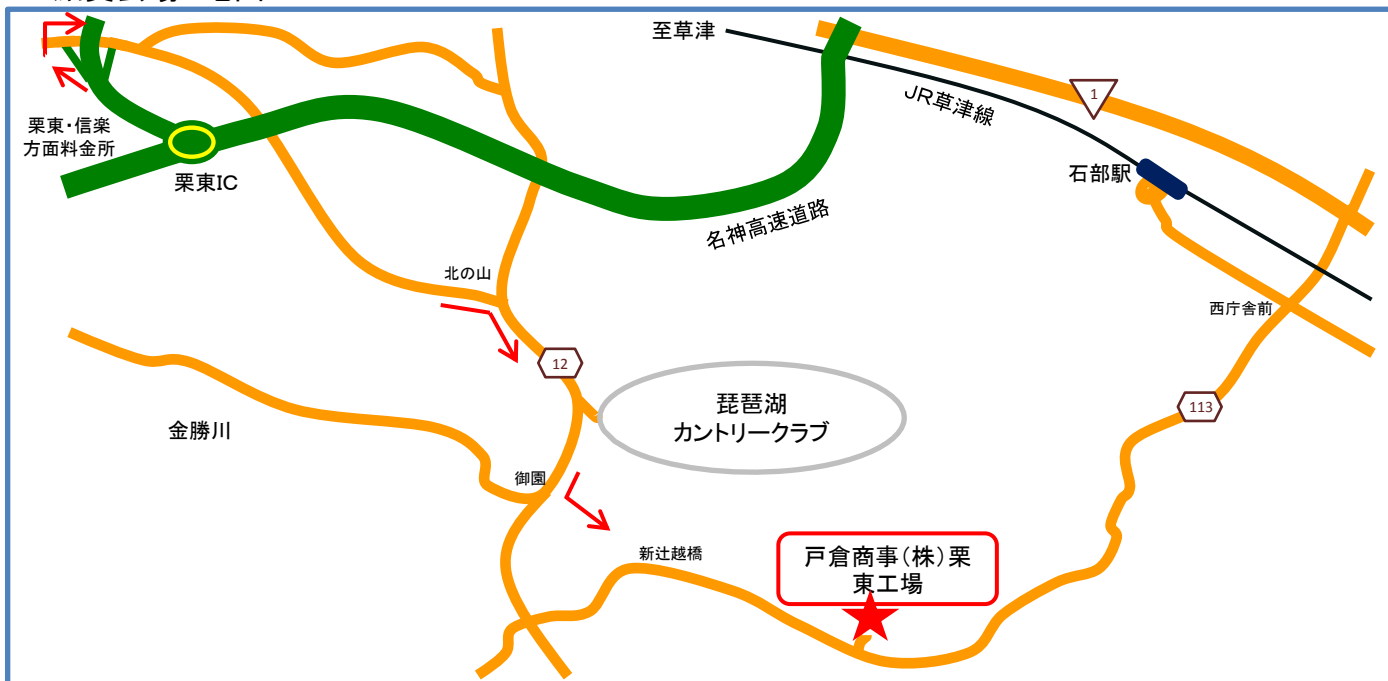 至草津
JR草津線
1
栗東・信楽
方面料金所
栗東IC
石部駅
名神高速道路
北の山
西庁舎前
12
琵琶湖
カントリークラブ
113
金勝川
御園
新辻越橋
戸倉商事(株)栗
東工場